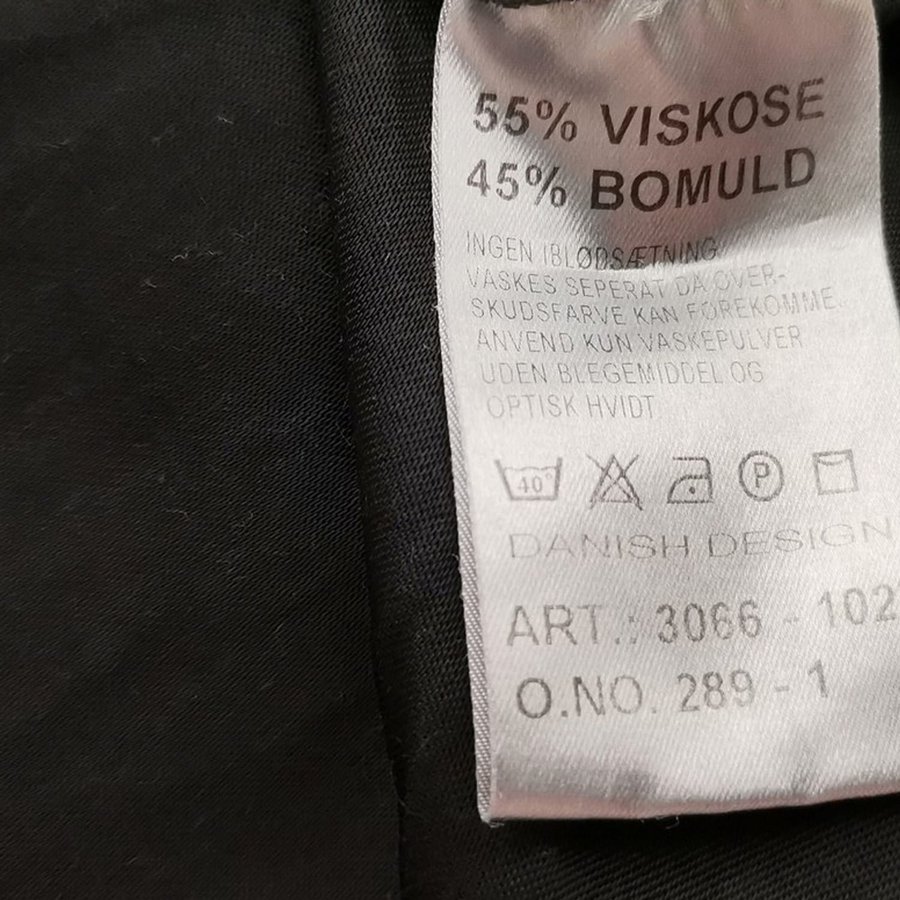 55% VISKOSE
45% BOMULD
INGEN IBLØDSÆTNING
VASKES SEPERAT DA OVER-
SKUDSFARVE KAN FOREKOMME.
ANVEND KUN VASKEPULVER
UDEN BLEGEMIDDEL OG
OPTISK HVIDT
40° P
DANISH DESIGN
ART.: 3066 - 102
O.NO. 289 - 1